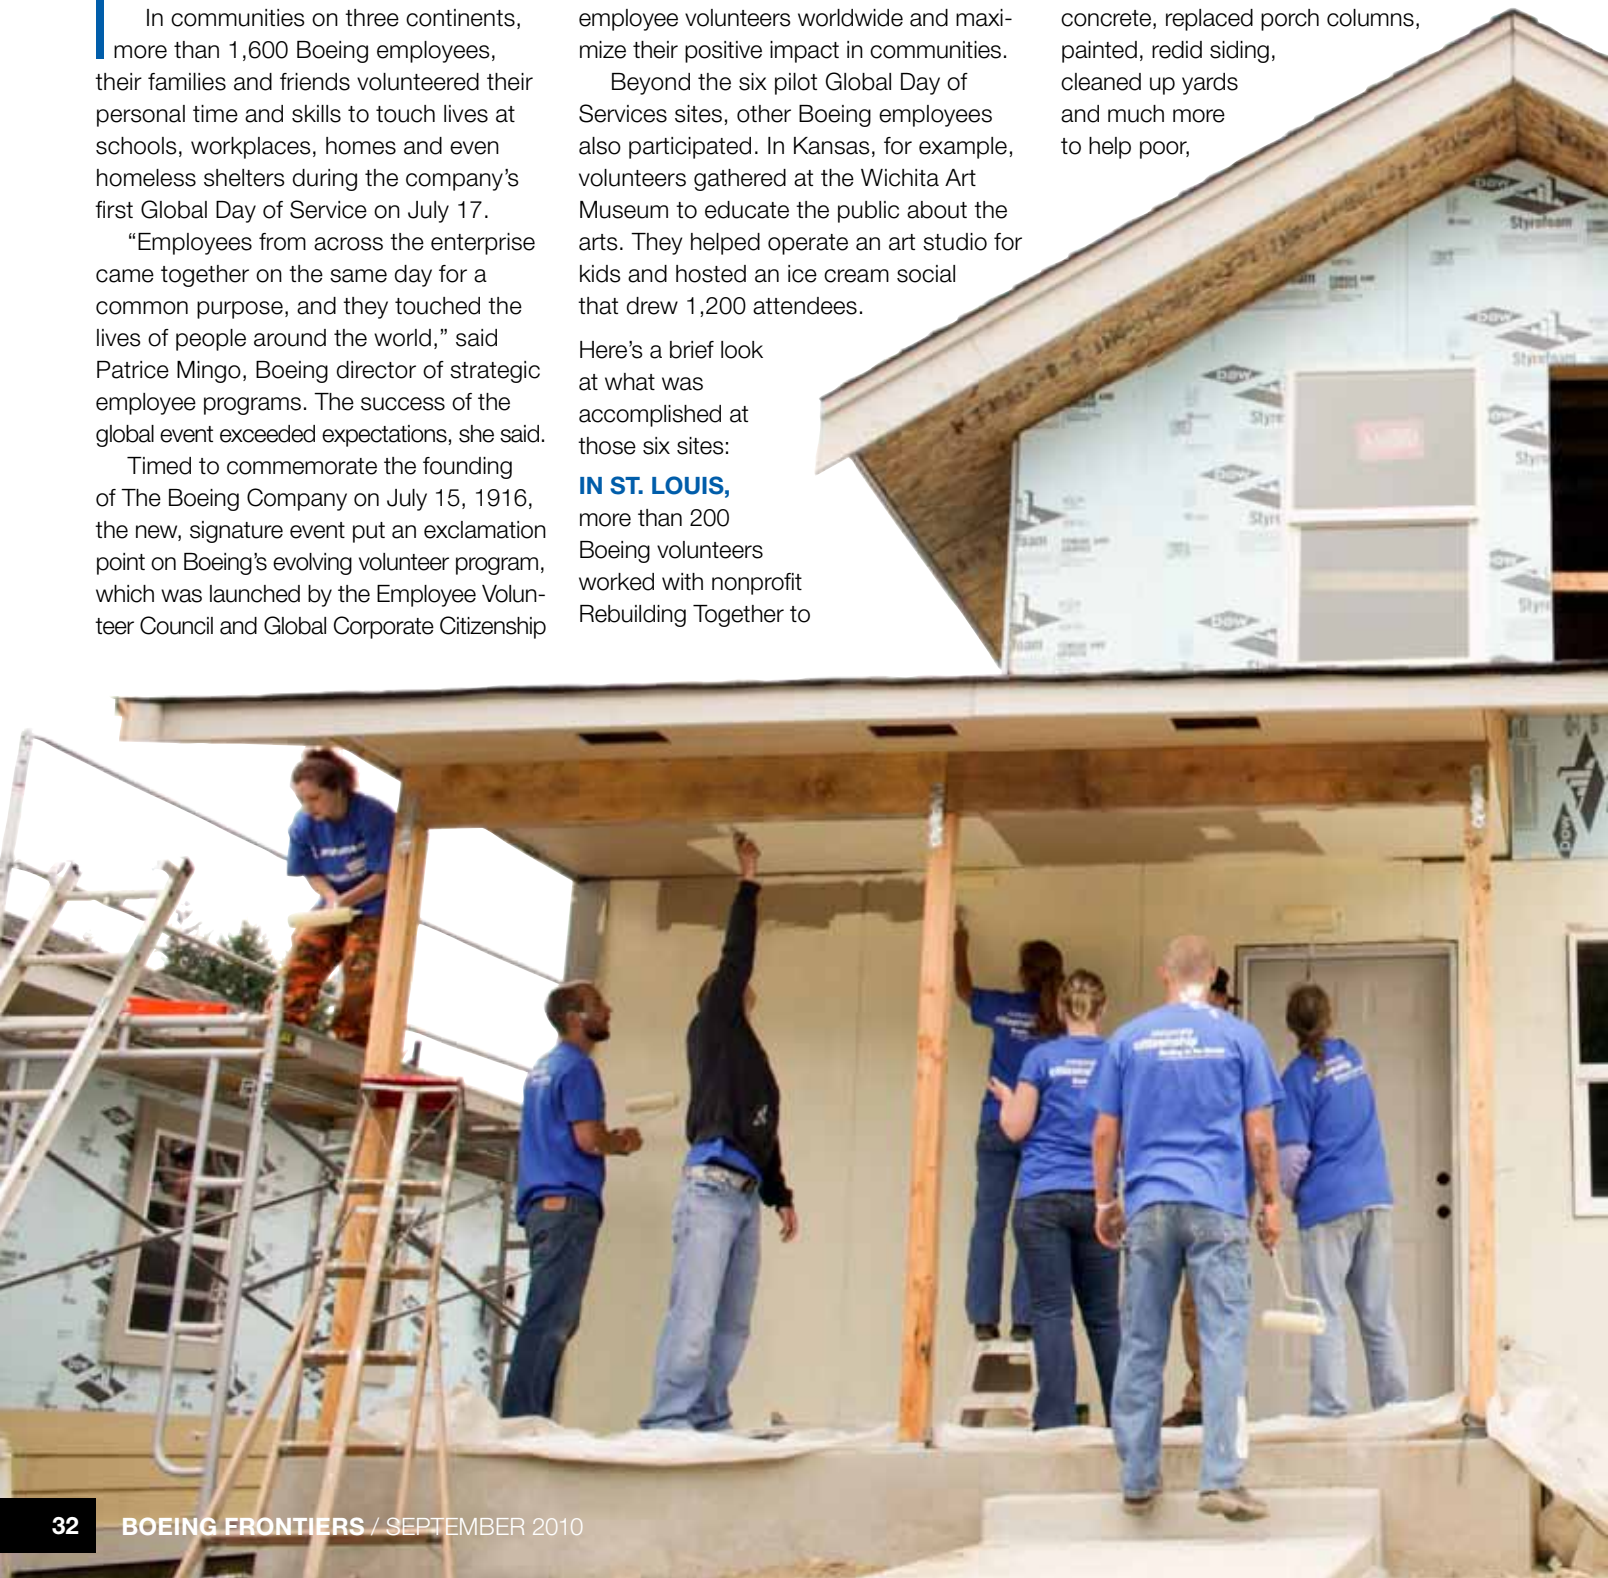 In communities on three continents,
more than 1,600 Boeing employees,
their families and friends volunteered their
personal time and skills to touch lives at
schools, workplaces, homes and even
homeless shelters during the company’s
first Global Day of Service on July 17.
“Employees from across the enterprise
came together on the same day for a
common purpose, and they touched the
lives of people around the world,” said
Patrice Mingo, Boeing director of strategic
employee programs. The success of the
global event exceeded expectations, she said.
Timed to commemorate the founding
of The Boeing Company on July 15, 1916,
the new, signature event put an exclamation
point on Boeing’s evolving volunteer program,
which was launched by the Employee Volun-
teer Council and Global Corporate Citizenship
employee volunteers worldwide and maxi-
mize their positive impact in communities.
Beyond the six pilot Global Day of
Services sites, other Boeing employees
also participated. In Kansas, for example,
volunteers gathered at the Wichita Art
Museum to educate the public about the
arts. They helped operate an art studio for
kids and hosted an ice cream social
that drew 1,200 attendees.
Here’s a brief look
at what was
accomplished at
those six sites:
IN ST. LOUIS,
more than 200
Boeing volunteers
worked with nonprofit
Rebuilding Together to
concrete, replaced porch columns,
painted, redid siding,
cleaned up yards
and much more
to help poor,
Dow
Styrofoam
Dow
Styrofoam
Dow
Dow
Dow
Dow
Dow
Dow
citizenship
32 BOEING FRONTIERS / SEPTEMBER 2010